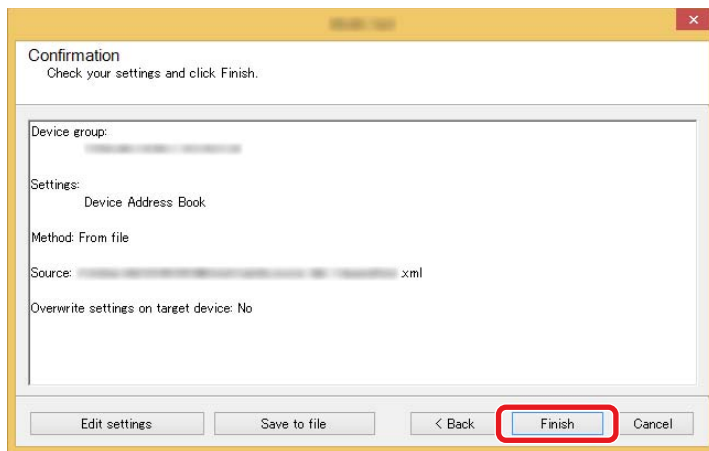 Confirmation
Check your settings and click Finish.
Device group:
Settings:
Device Address Book
Method: From file
Source: .xml
Overwrite settings on target device: No
Edit settings
Save to file
< Back
Finish
Cancel